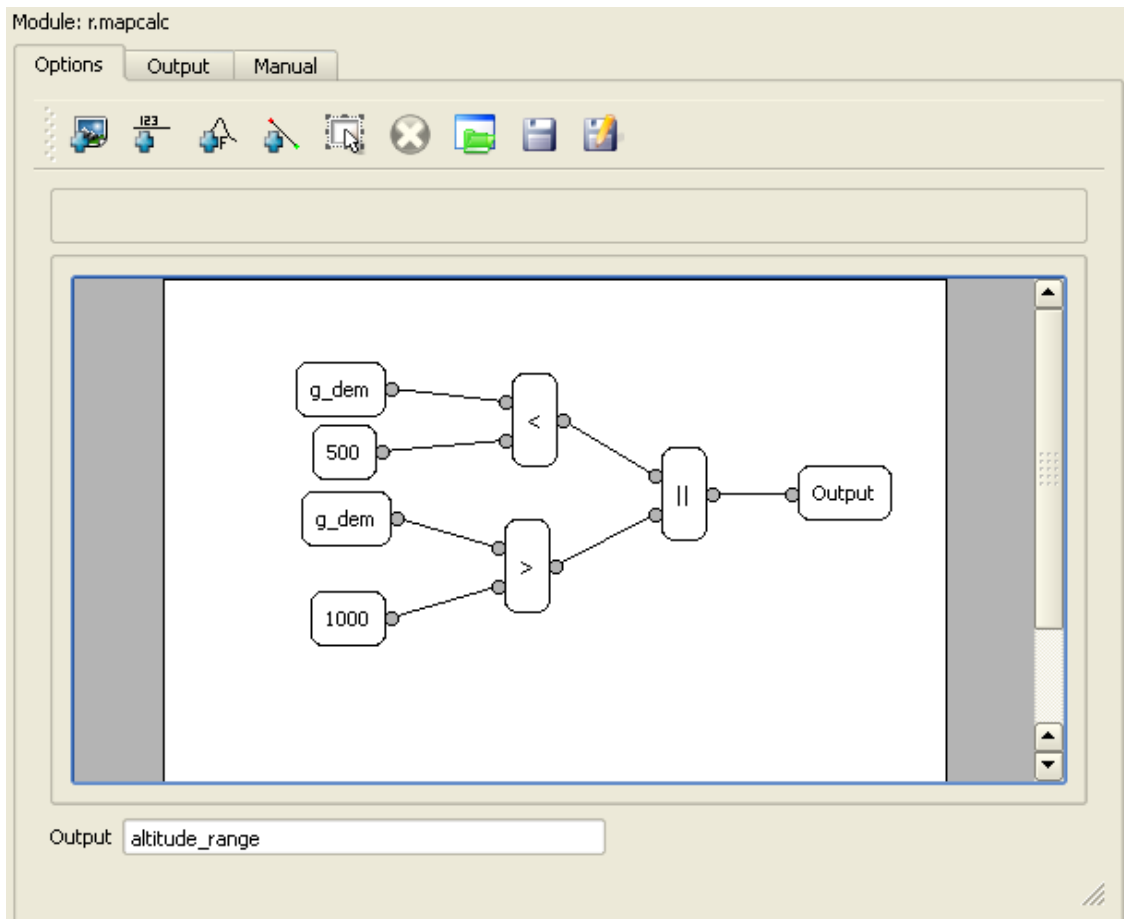 Module: r.mapcalc
Options Output Manual
123
F
g_dem
<
500
||
Output
g_dem
>
1000
Output altitude_range